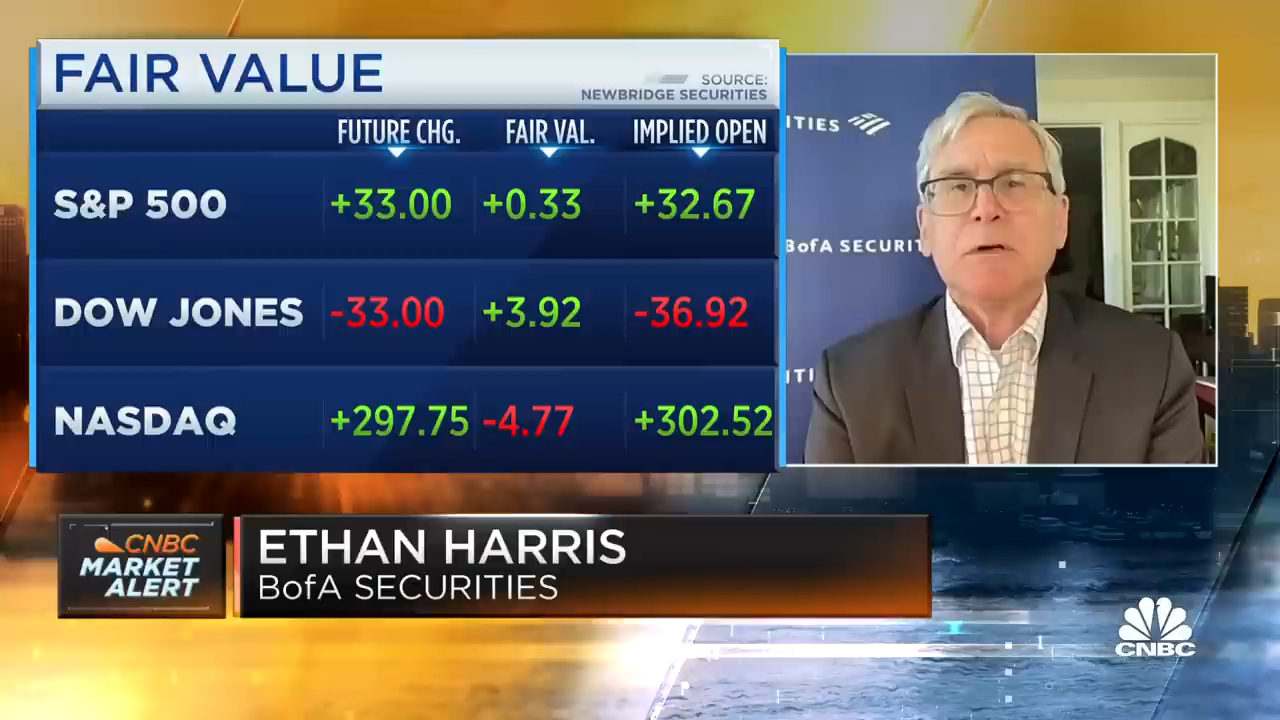 FAIR VALUE
SOURCE:
NEWBRIDGE SECURITIES
FUTURE CHG. FAIR VAL. IMPLIED OPEN
S&P 500 +33.00 +0.33 +32.67
DOW JONES -33.00 +3.92 -36.92
NASDAQ +297.75 -4.77 +302.52
ITIES
BofA SECURIT
ITI
CNBC
MARKET
ALERT
ETHAN HARRIS
BofA SECURITIES
CNBC